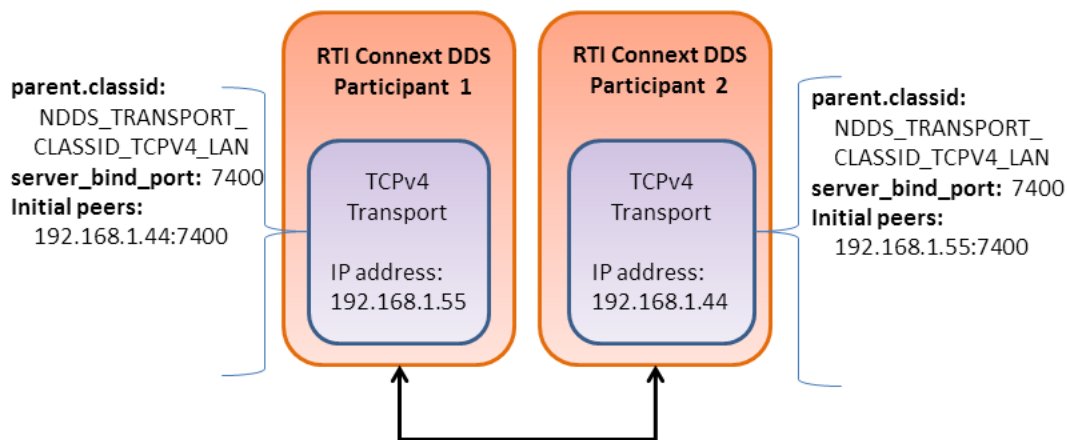 parent.classid:
NDDS_TRANSPORT_
CLASSID_TCPV4_LAN
server_bind_port: 7400
Initial peers:
192.168.1.44:7400
RTI Connext DDS
Participant 1
TCPv4
Transport
IP address:
192.168.1.55
RTI Connext DDS
Participant 2
TCPv4
Transport
IP address:
192.168.1.44
parent.classid:
NDDS_TRANSPORT_
CLASSID_TCPV4_LAN
server_bind_port: 7400
Initial peers:
192.168.1.55:7400